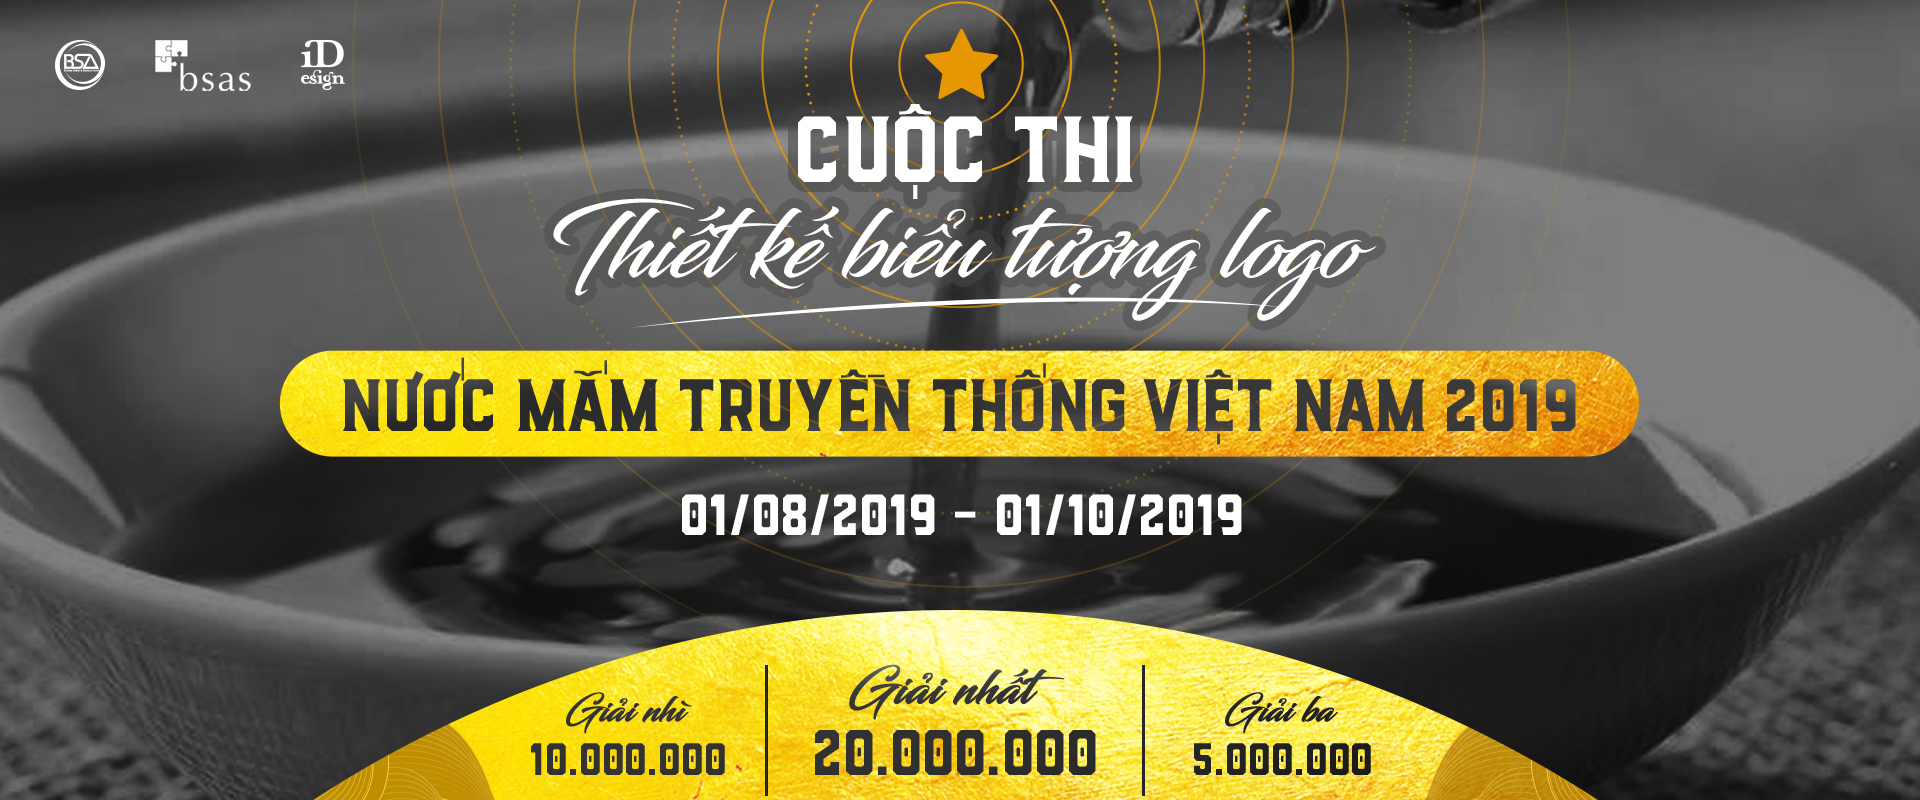 BSA
bsas
iD
esign
CUỘC THI
Thiết kế biểu tượng logo
NƯỚC MẮM TRUYỀN THỐNG VIỆT NAM 2019
01/08/2019 - 01/10/2019
Giải nhì
10.000.000
Giải nhất
20.000.000
Giải ba
5.000.000